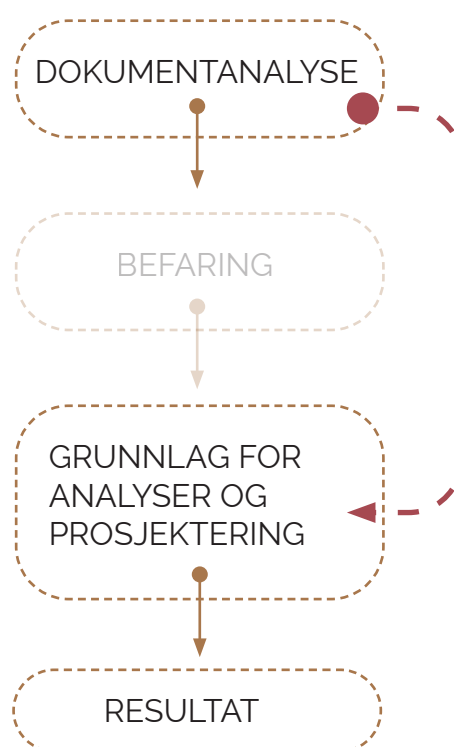 DOKUMENTANALYSE
BEFARING
GRUNNLAG FOR
ANALYSER OG
PROSJEKTERING
RESULTAT